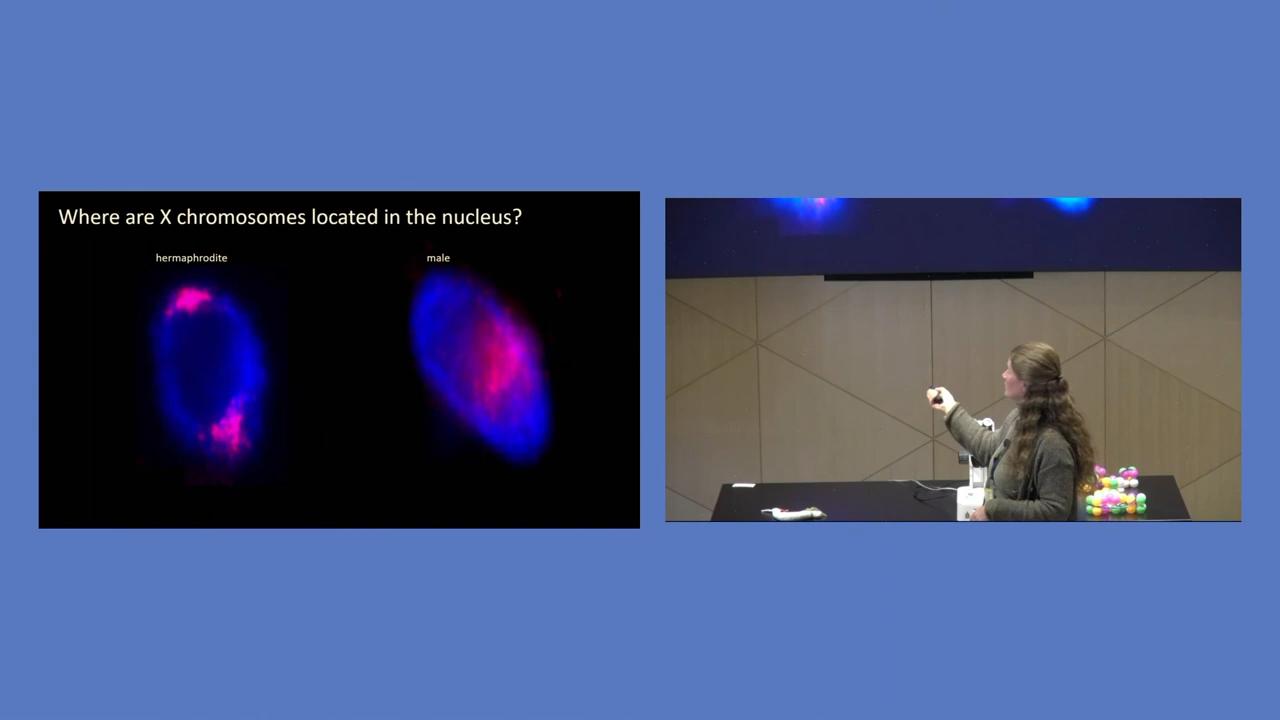 Where are X chromosomes located in the nucleus?
hermaphrodite
male